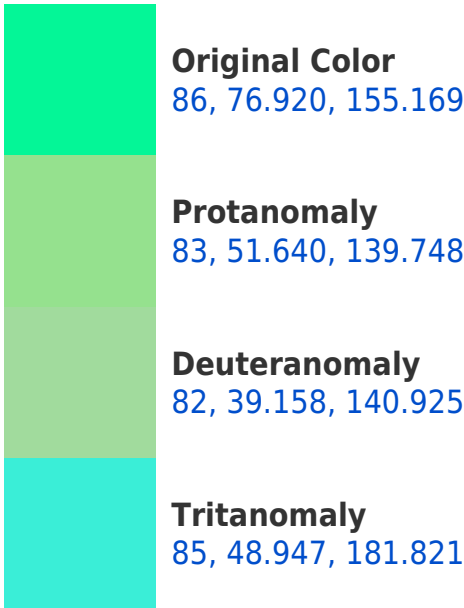 Original Color
86, 76.920, 155.169
Protanomaly
83, 51.640, 139.748
Deuteranomaly
82, 39.158, 140.925
Tritanomaly
85, 48.947, 181.821